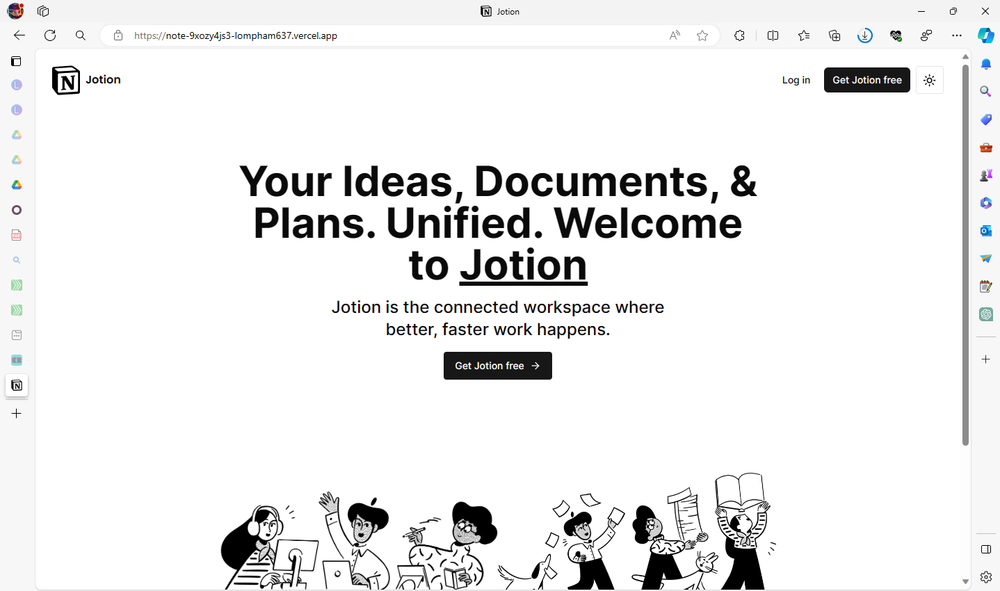 Jotion
https://note-9xozy4js3-lompham637.vercel.app
Jotion
Log in
Get Jotion free
Your Ideas, Documents, &
Plans. Unified. Welcome
to Jotion
Jotion is the connected workspace where
better, faster work happens.
Get Jotion free